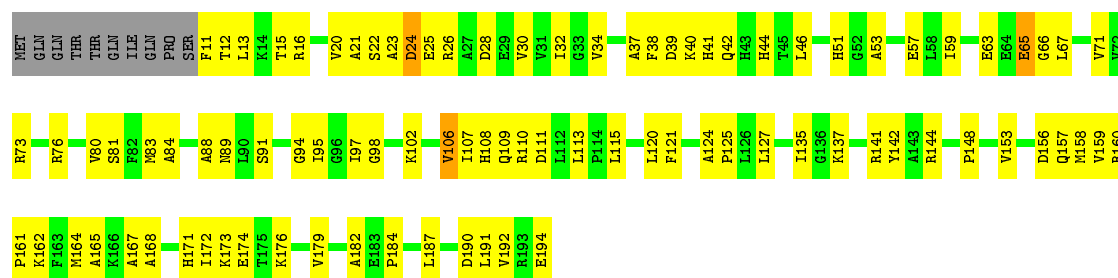 MET GLN GLN THR THR GLN ILE GLN PRO SER F11 T12 L13 K14 T15 R16 V20 A21 S22 A23 D24 E25 R26 A27 D28 E29 V30 V31 I32 G33 V34 A37 F38 D39 K40 H41 Q42 H43 H44 T45 L46 H51 G52 A53 E57 L58 I59 E63 E64 E65 G66 L67 V71 V72
R73 R76 V80 S81 F82 M83 A84 A88 N89 L90 S91 G94 I95 G96 I97 G98 K102 V106 I107 H108 Q109 R110 D111 L112 L113 P114 L115 L120 F121 A124 P125 L126 L127 I135 G136 K137 R141 Y142 A143 R144 P148 V153 D156 Q157 M158 V159 R160
P161 K162 F163 M164 A165 K166 A167 A168 H171 I172 K173 E174 T175 K176 V179 A182 E183 P184 L187 D190 L191 V192 R193 E194